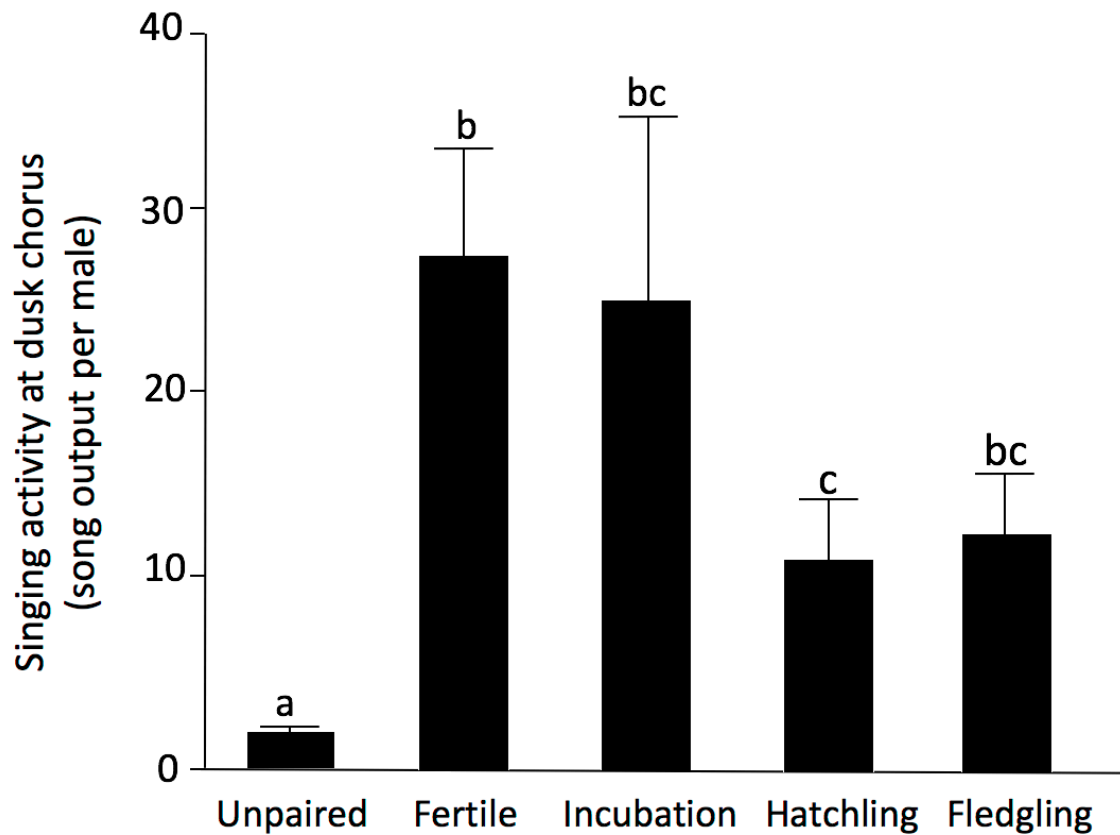 Singing activity at dusk chorus
(song output per male)
40
30
20
10
0
a
b
bc
c
bc
Unpaired Fertile Incubation Hatchling Fledgling